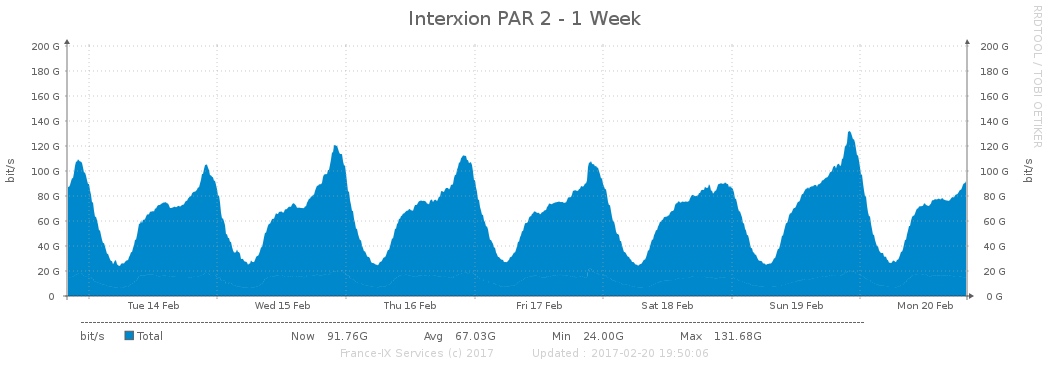 Interxion PAR 2 - 1 Week
RRDTOOL / TOBI OETIKER
bit/s
200 G 200 G
180 G 180 G
160 G 160 G
140 G 140 G
120 G 120 G
100 G 100 G
80 G 80 G
60 G 60 G
40 G 40 G
20 G 20 G
0 0 G
bit/s
Tue 14 Feb Wed 15 Feb Thu 16 Feb Fri 17 Feb Sat 18 Feb Sun 19 Feb Mon 20 Feb
bit/s Total Now 91.76G Avg 67.03G Min 24.00G Max 131.68G
France-IX Services (c) 2017 Updated : 2017-02-20 19:50:06